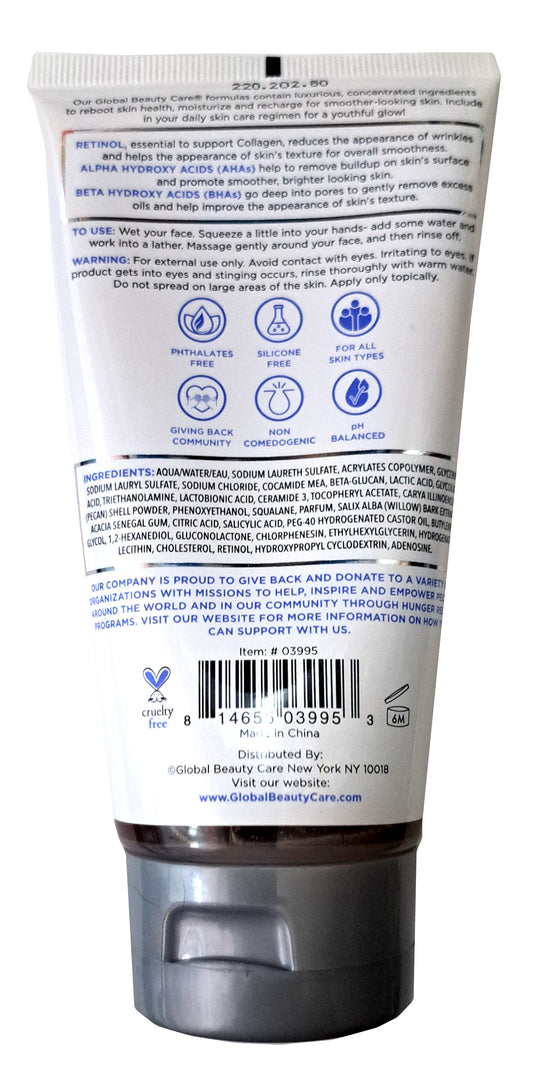 220.202.80
Our Global Beauty Care® formulas contain luxurious, concentrated ingredients
to reboot skin health, moisturize and recharge for smoother-looking skin. Include
in your daily skin care regimen for a youthful glow!
RETINOL, essential to support Collagen, reduces the appearance of wrinkles
and helps the appearance of skin's texture for overall smoothness.
ALPHA HYDROXY ACIDS (AHAs) help to remove buildup on skin's surface
and promote smoother, brighter looking skin.
BETA HYDROXY ACIDS (BHAs) go deep into pores to gently remove excess
oils and help improve the appearance of skin's texture.
TO USE: Wet your face. Squeeze a little into your hands- add some water and
work into a lather. Massage gently around your face, and then rinse off.
WARNING: For external use only. Avoid contact with eyes. Irritating to eyes. If
product gets into eyes and stinging occurs, rinse thoroughly with warm water.
Do not spread on large areas of the skin. Apply only topically.
PHTHALATES
FREE
SILICONE
FREE
FOR ALL
SKIN TYPES
GIVING BACK
COMMUNITY
NON
COMEDOGENIC
pH
BALANCED
INGREDIENTS: AQUA/WATER/EAU, SODIUM LAURETH SULFATE, ACRYLATES COPOLYMER,
SODIUM LAURYL SULFATE, SODIUM CHLORIDE, COCAMIDE MEA, BETA-GLUCAN, LACTIC ACID,
ACID, TRIETHANOLAMINE, LACTOBIONIC ACID, CERAMIDE 3, TOCOPHERYL ACETATE, CARYA
(PECAN) SHELL POWDER, PHENOXYETHANOL, SQUALANE, PARFUM, SALIX ALBA (WILLOW) BARK
ACACIA SENEGAL GUM, CITRIC ACID, SALICYLIC ACID, PEG-40 HYDROGENATED CASTOR OIL,
GLYCOL, 1,2-HEXANEDIOL, GLUCONOLACTONE, CHLORPHENESIN, ETHYLHEXYLGLYCERIN,
LECITHIN, CHOLESTEROL, RETINOL, HYDROXYPROPYL CYCLODEXTRIN, ADENOSINE.
OUR COMPANY IS PROUD TO GIVE BACK AND DONATE TO A VARIETY
ORGANIZATIONS WITH MISSIONS TO HELP, INSPIRE AND EMPOWER
AROUND THE WORLD AND IN OUR COMMUNITY THROUGH HUNGER
PROGRAMS. VISIT OUR WEBSITE FOR MORE INFORMATION ON HOW
CAN SUPPORT WITH US.
Item: # 03995
cruelty
free
8 14655 03995 3
6M
Made in China
Distributed By:
©Global Beauty Care New York NY 10018
Visit our website:
www.GlobalBeautyCare.com